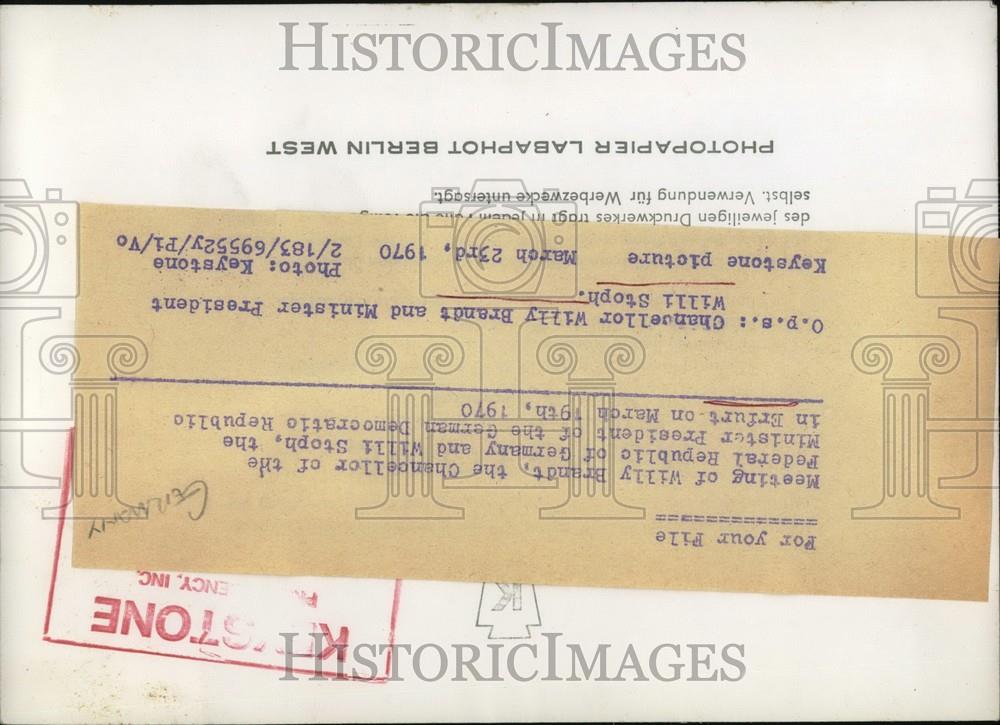 HISTORICIMAGES
For your File
=============
Meeting of Willy Brandt, the Chancellor of the
Federal Republic of Germany and Willi Stoph, the
Minister President of the German Democratic Republic
in Erfurt on March 19th, 1970
O.p.s.: Chancellor Willy Brandt and Minister President
Willi Stoph.
Keystone picture March 23rd, 1970 Photo: Keystone
2/183/69552y/Pi/Vo
GERMANY
des jeweiligen Druckwerkes trägt in jedem
selbst. Verwendung für Werbezwecke untersagt.
PHOTOPAPIER LABAPHOT BERLIN WEST
KEYSTONE
ENCY, INC.
K
HISTORICIMAGES